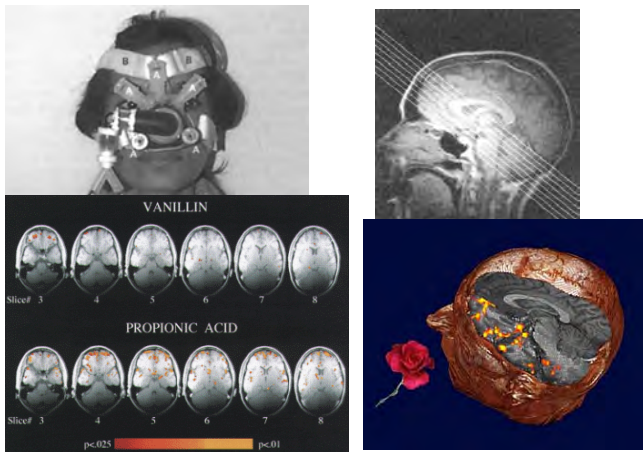 B A B
A A
A A
VANILLIN
Slice# 3 4 5 6 7 8
PROPIONIC ACID
Slice# 3 4 5 6 7 8
p<.025 p<.01